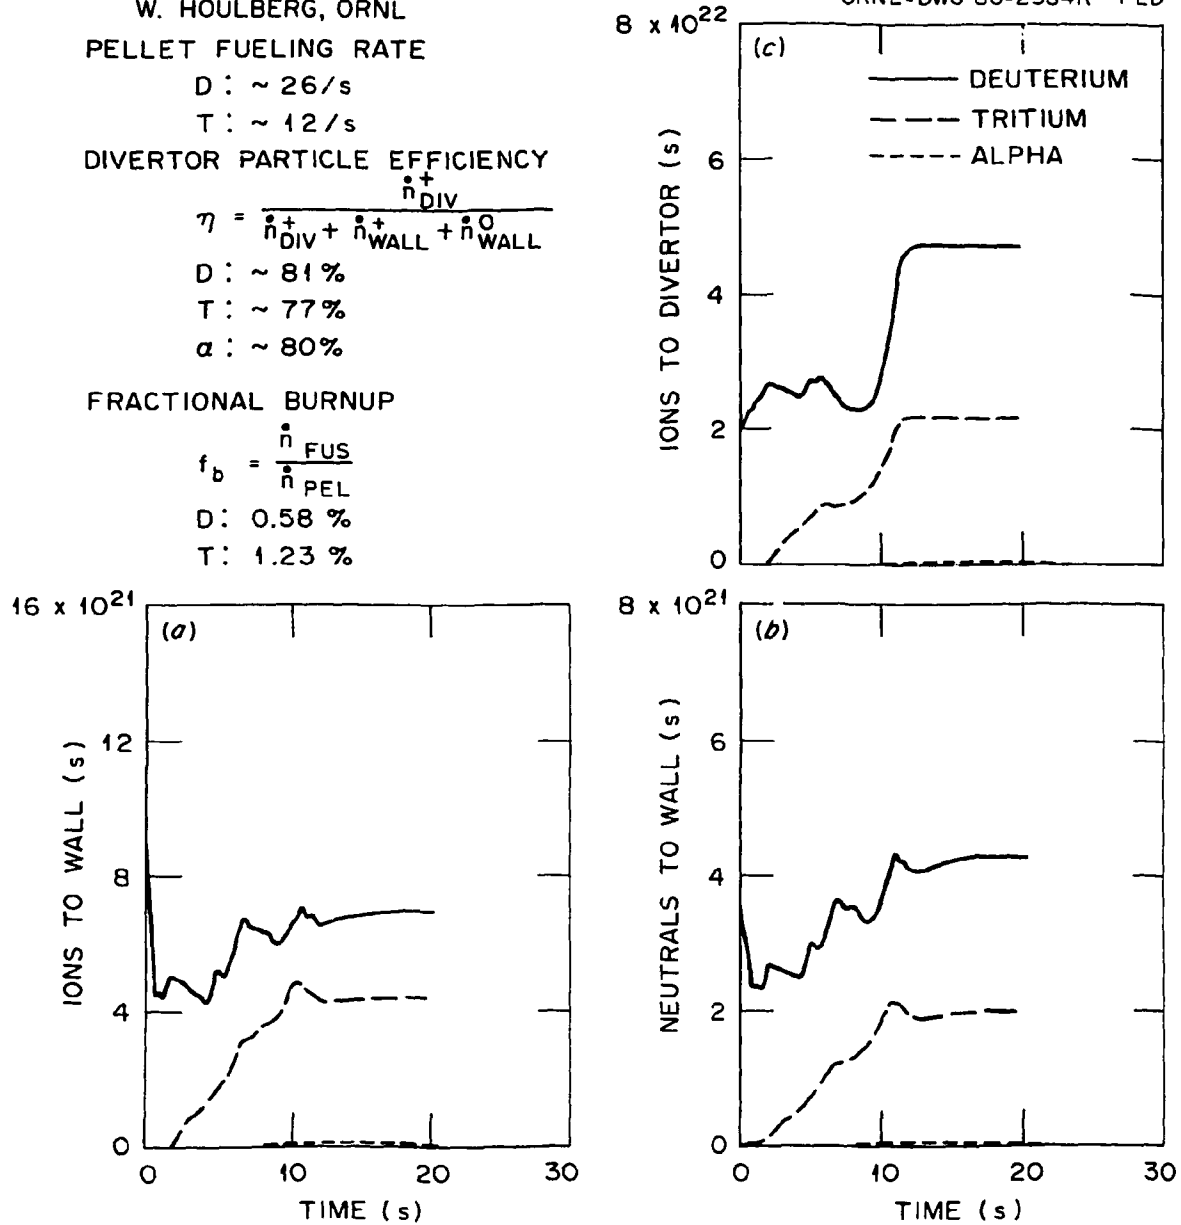 W. HOULBERG, ORNL
PELLET FUELING RATE
D: ~ 26/s
T: ~ 12/s
DIVERTOR PARTICLE EFFICIENCY
η = ṅ⁺DIV / ṅ⁺DIV + ṅ⁺WALL + ṅ⁰WALL
D: ~ 81%
T: ~ 77%
α: ~ 80%
FRACTIONAL BURNUP
f_b = ṅ FUS / ṅ PEL
D: 0.58 %
T: 1.23 %
8 x 10²²
(c)
DEUTERIUM
TRITIUM
ALPHA
6
4
2
0
IONS TO DIVERTOR (s)
16 x 10²¹
(a)
12
8
4
0
IONS TO WALL (s)
0 10 20 30
TIME (s)
8 x 10²¹
(b)
6
4
2
0
NEUTRALS TO WALL (s)
0 10 20 30
TIME (s)